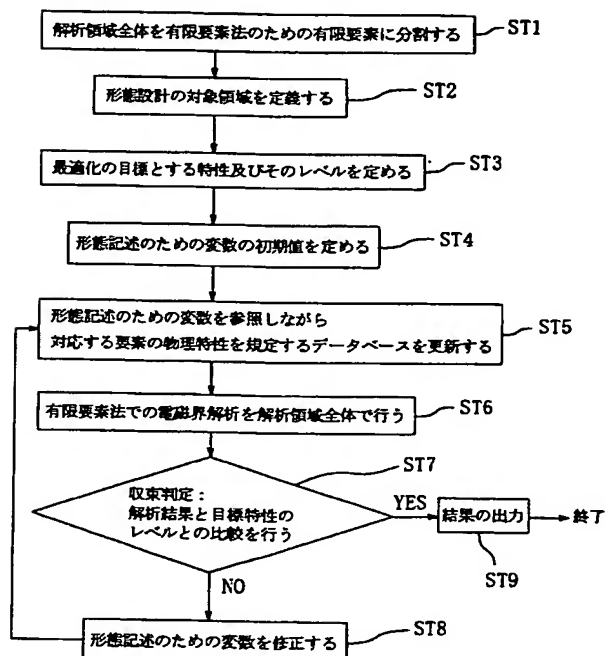 解析領域全体を有限要素法のための有限要素に分割する
ST1
形態設計の対象領域を定義する
ST2
最適化の目標とする特性及びそのレベルを定める
ST3
形態記述のための変数の初期値を定める
ST4
形態記述のための変数を参照しながら
対応する要素の物理特性を規定するデータベースを更新する
ST5
有限要素法での電磁界解析を解析領域全体で行う
ST6
ST7
収束判定：
解析結果と目標特性の
レベルとの比較を行う
YES
結果の出力
終了
ST9
NO
形態記述のための変数を修正する
ST8